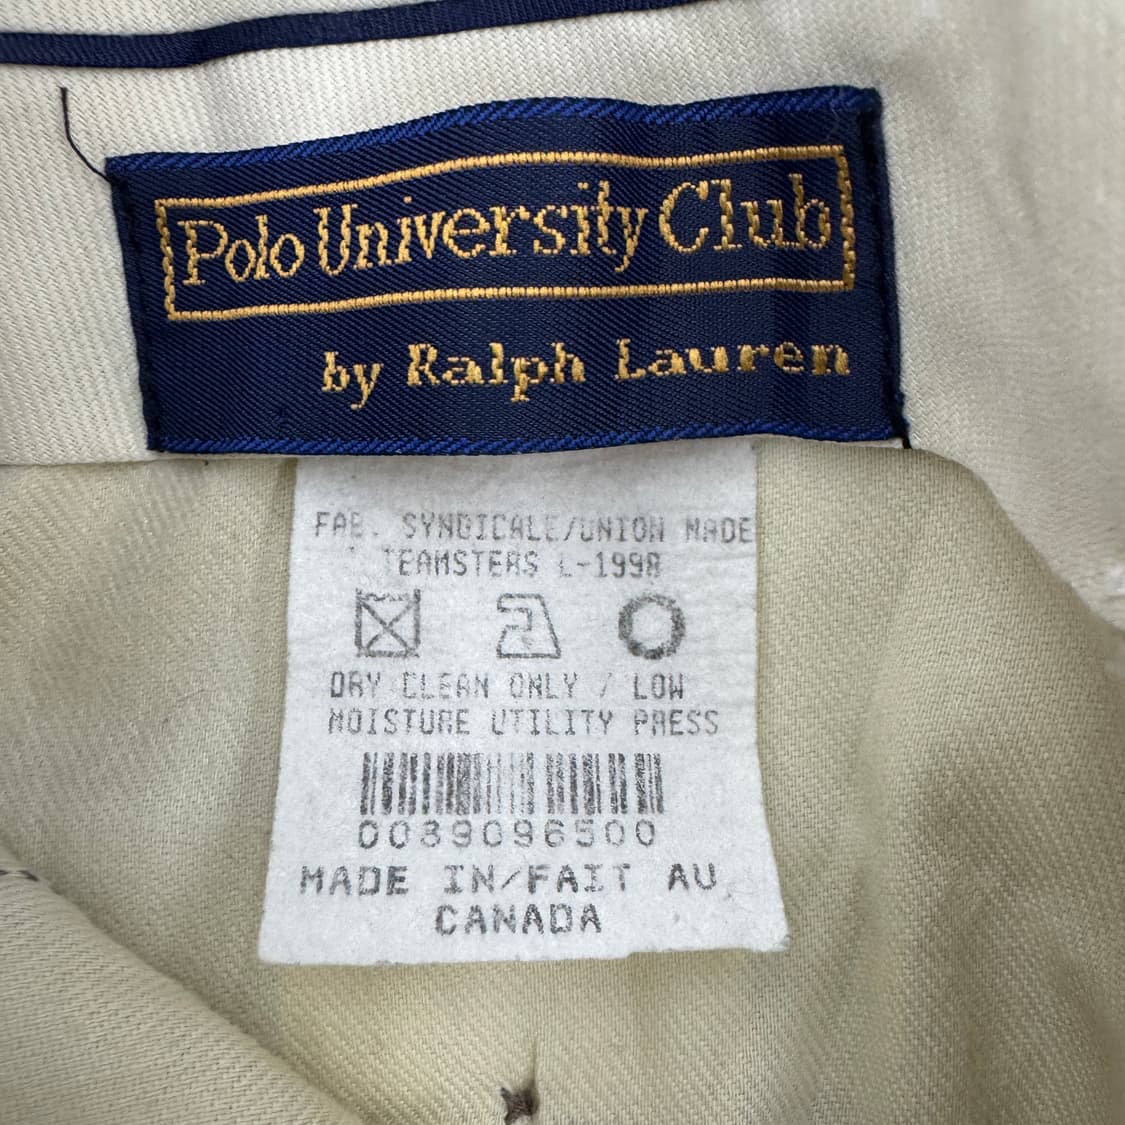 Polo University Club
by Ralph Lauren
FAB. SYNDICALE/UNION MADE
TEAMSTERS L-1998
DRY CLEAN ONLY / LOW
MOISTURE UTILITY PRESS
0039096500
MADE IN/FAIT AU
CANADA